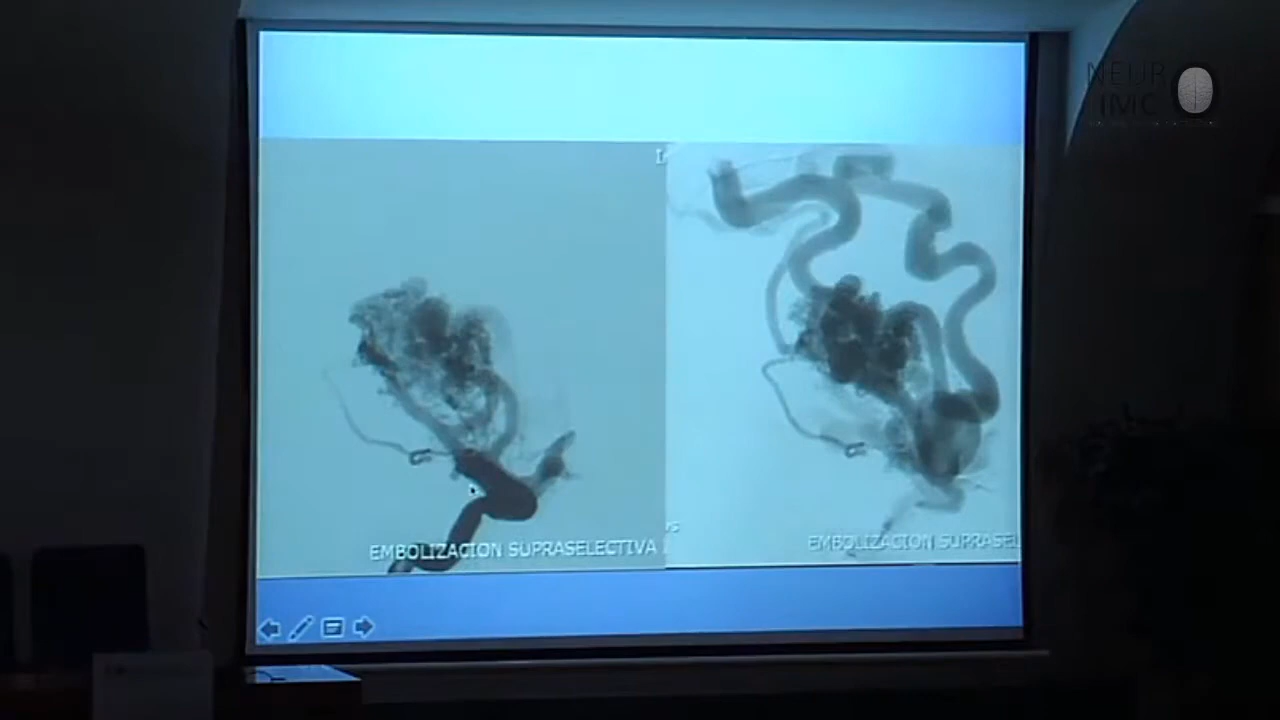 NEUR
IMC
EMBOLIZACION SUPRASELECTIVA
EMBOLIZACION SUPRASEL